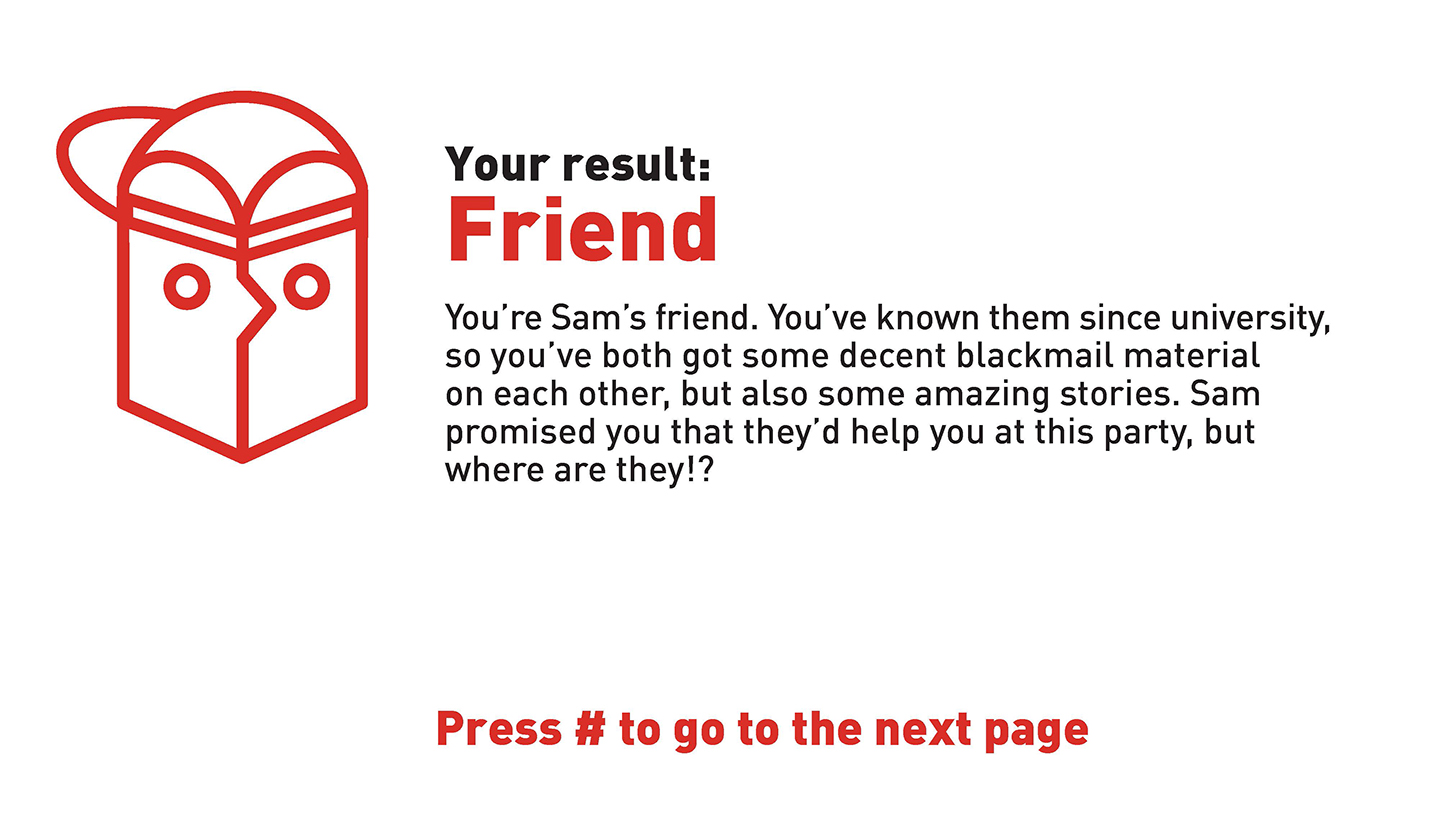 Your result:
Friend
You’re Sam’s friend. You’ve known them since university,
so you’ve both got some decent blackmail material
on each other, but also some amazing stories. Sam
promised you that they’d help you at this party, but
where are they!?
Press # to go to the next page